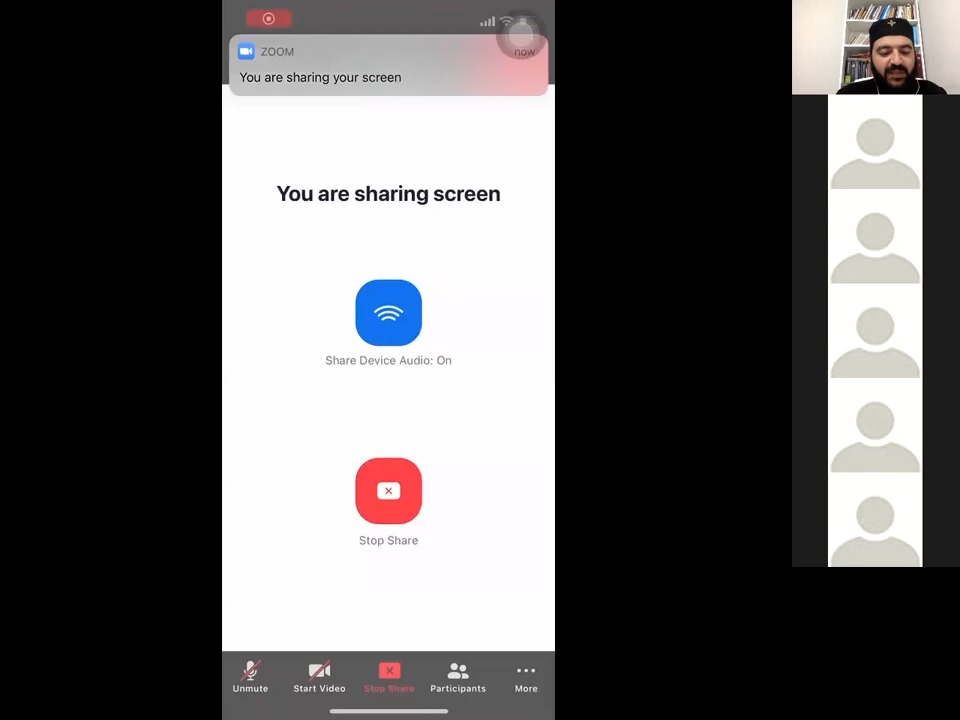 ZOOM
now
You are sharing your screen
You are sharing screen
Share Device Audio: On
Stop Share
Unmute
Start Video
Stop Share
Participants
More